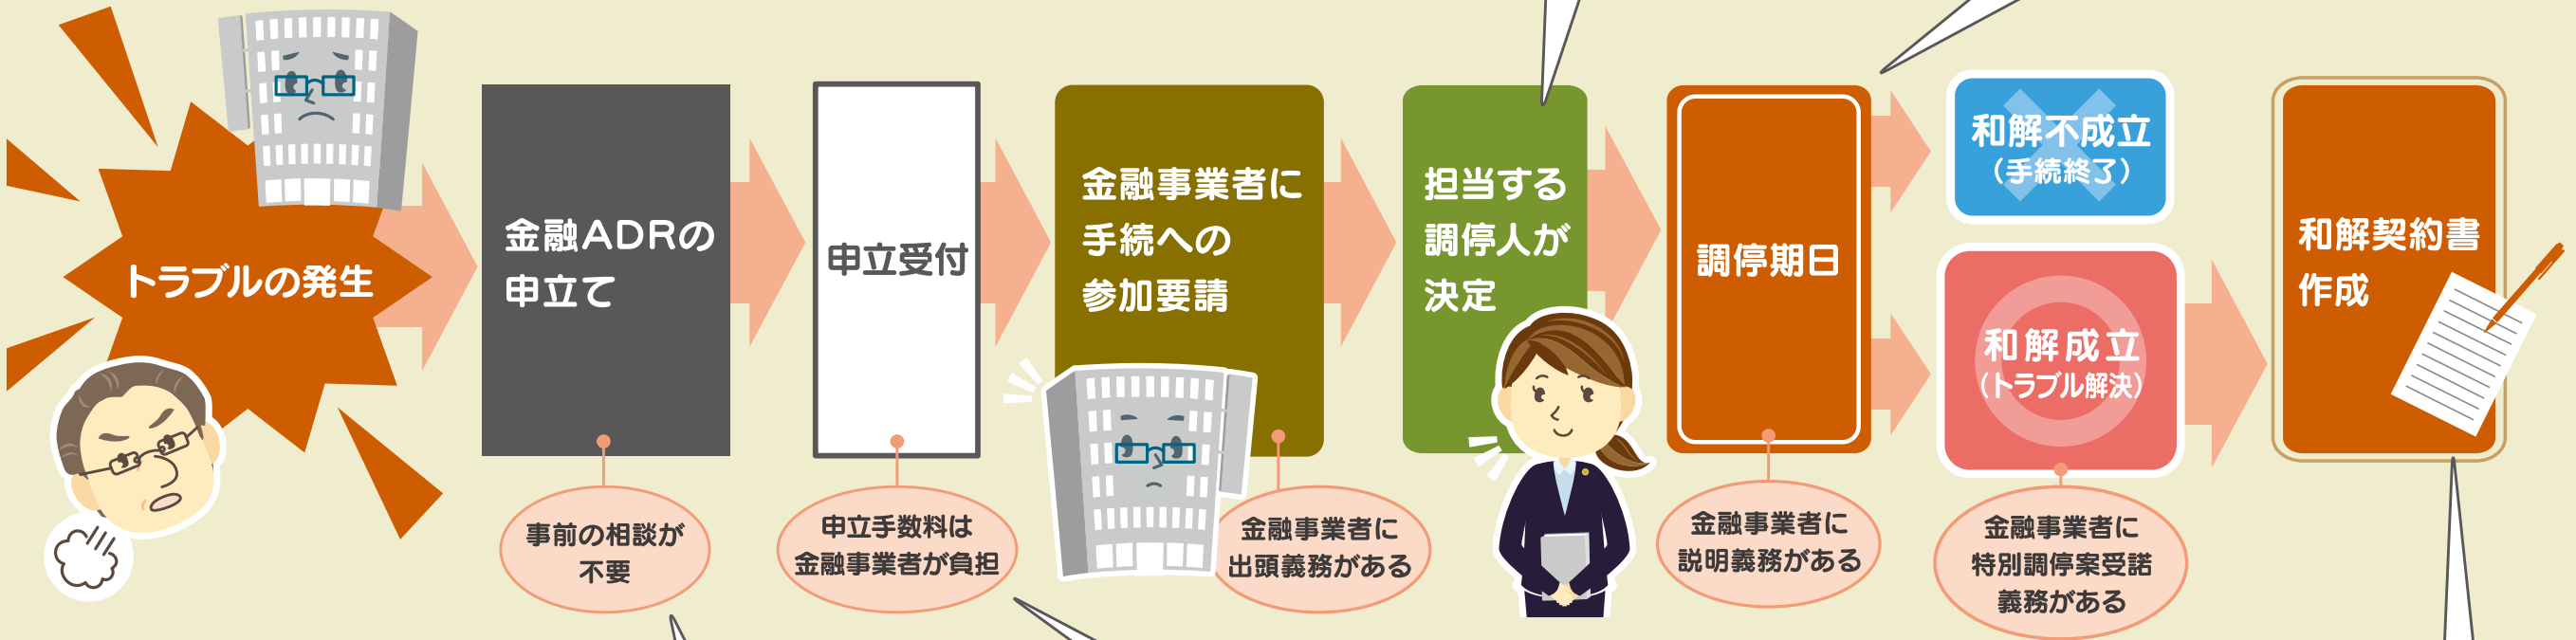 トラブルの発生
金融ADRの
申立て
事前の相談が
不要
申立受付
申立手数料は
金融事業者が負担
金融事業者に
手続への
参加要請
金融事業者に
出頭義務がある
担当する
調停人が
決定
調停期日
金融事業者に
説明義務がある
和解不成立
(手続終了)
和解成立
(トラブル解決)
金融事業者に
特別調停案受諾
義務がある
和解契約書
作成